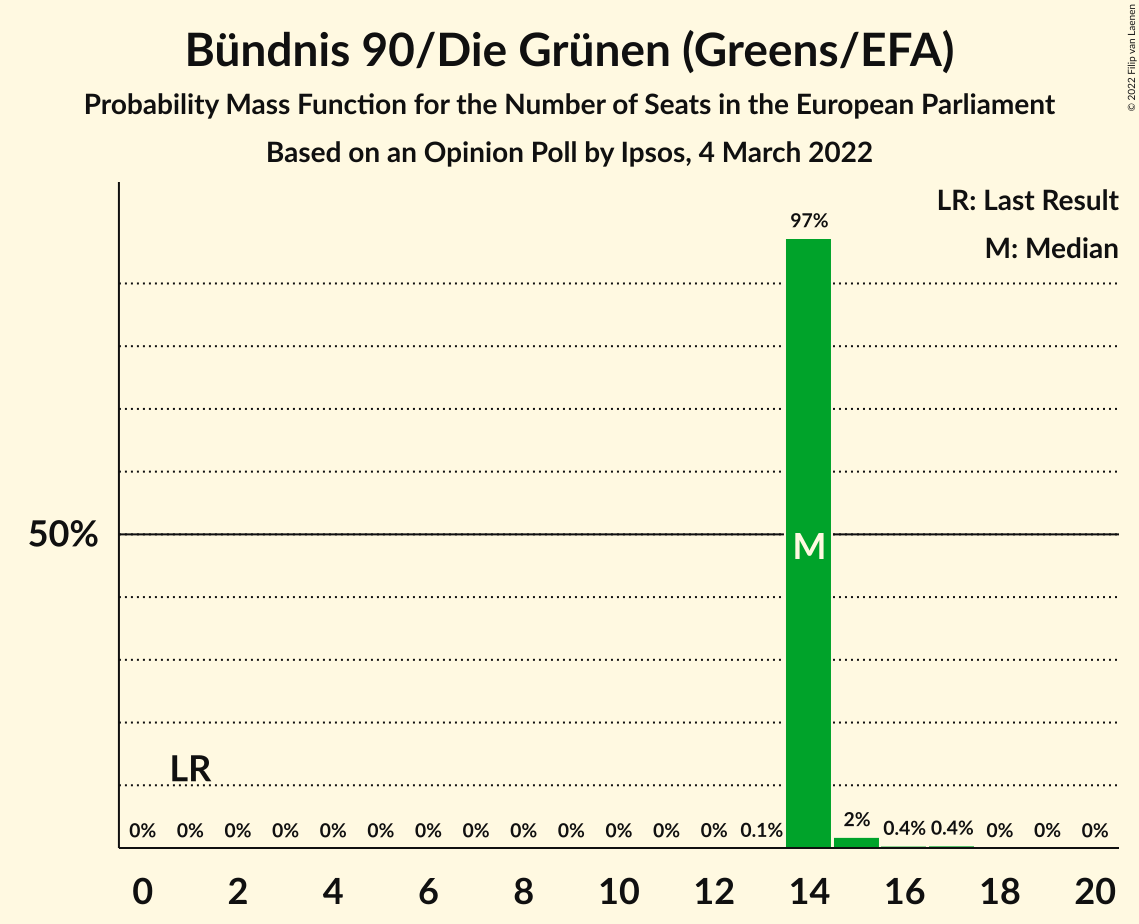 Bündnis 90/Die Grünen (Greens/EFA)
Probability Mass Function for the Number of Seats in the European Parliament
Based on an Opinion Poll by Ipsos, 4 March 2022
© 2022 Filip van Laenen
LR: Last Result
M: Median
97%
50%
M
LR
0% 0% 0% 0% 0% 0% 0% 0% 0% 0% 0% 0% 0% 0.1% 2% 0.4% 0.4% 0% 0% 0%
0 2 4 6 8 10 12 14 16 18 20